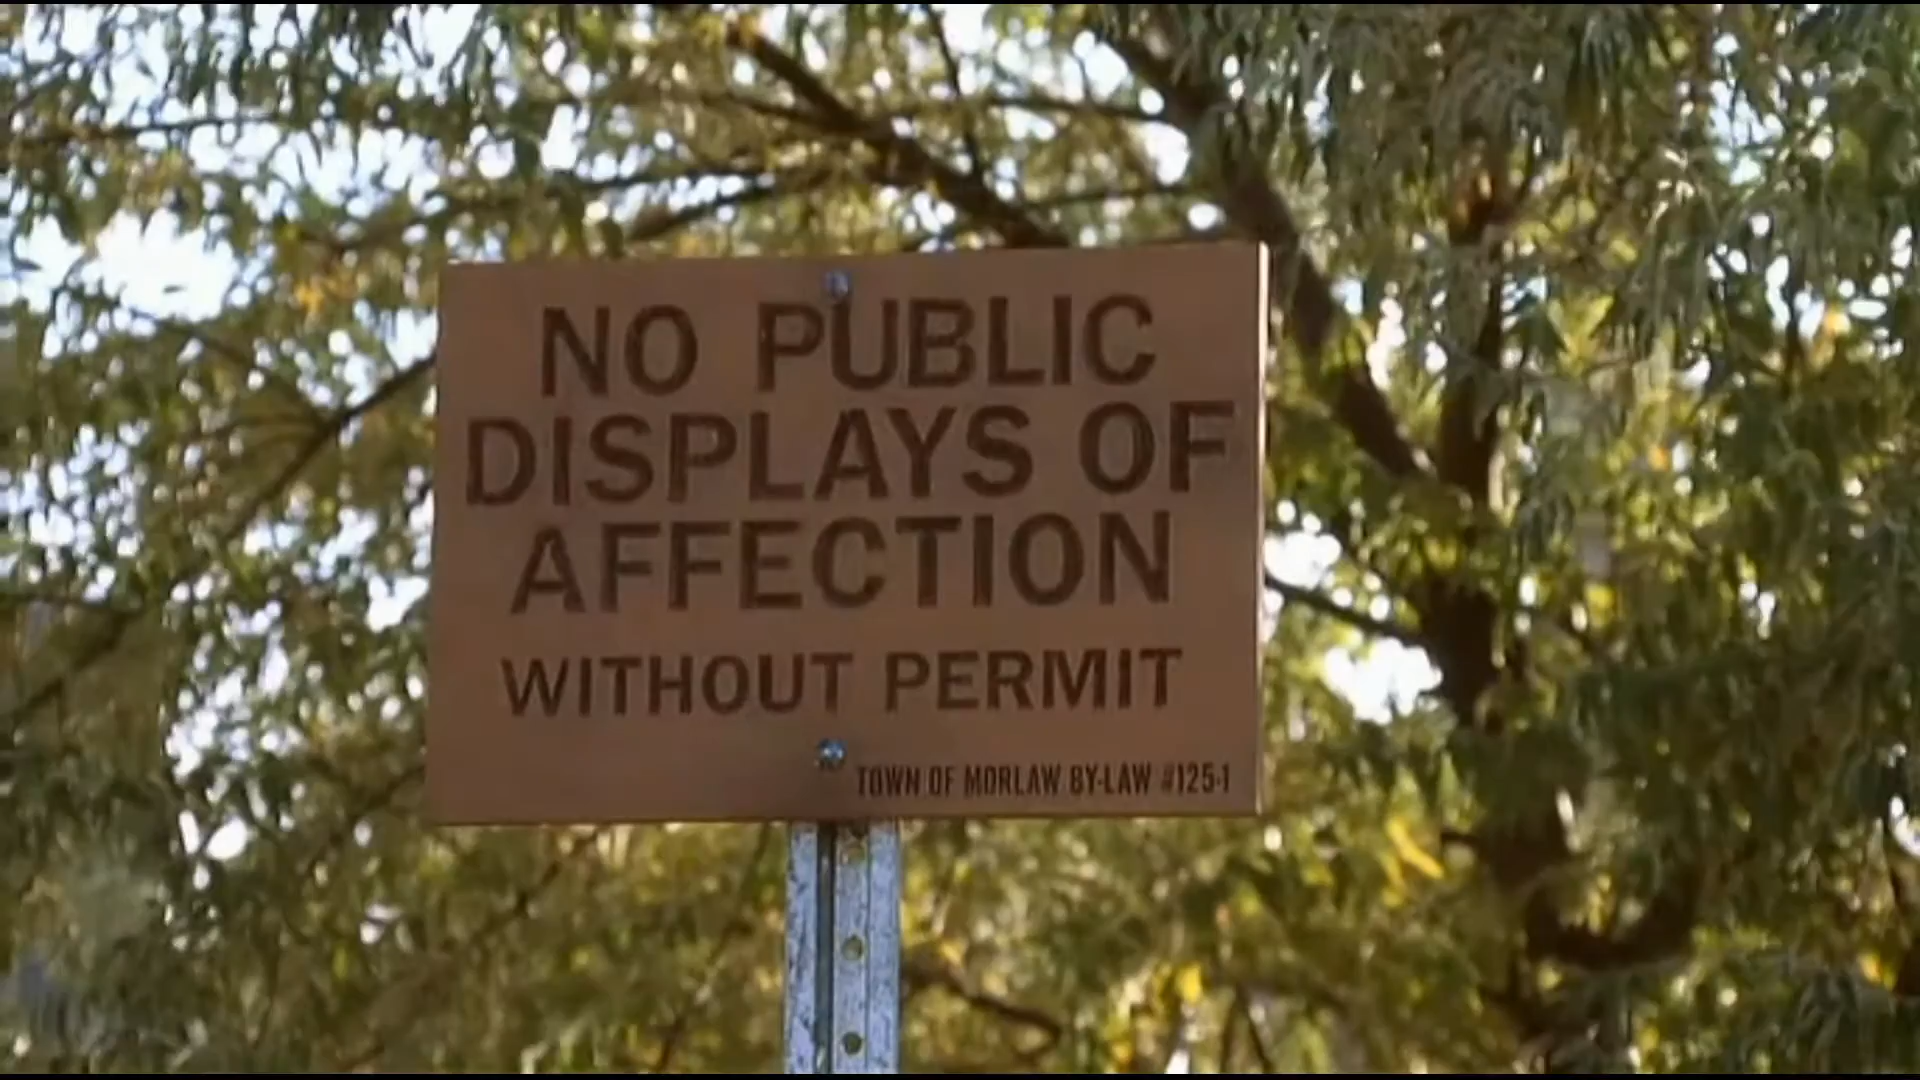 NO PUBLIC
DISPLAYS OF
AFFECTION
WITHOUT PERMIT
TOWN OF MORLAW BY-LAW #125-1